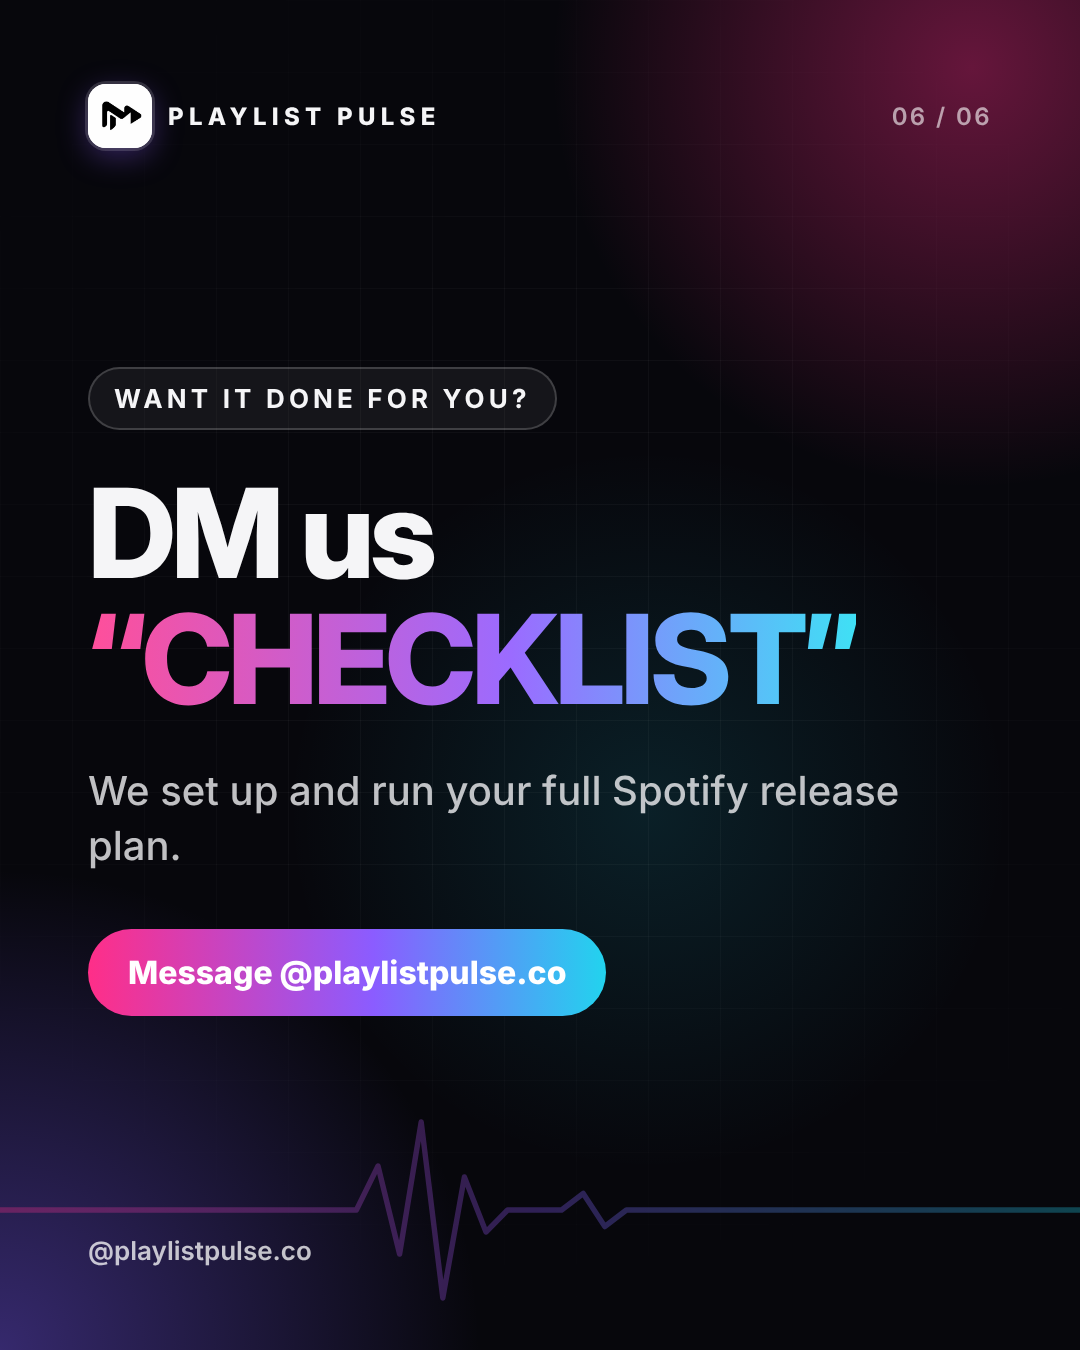 PLAYLIST PULSE
06 / 06
WANT IT DONE FOR YOU?
DM us
“CHECKLIST”
We set up and run your full Spotify release
plan.
Message @playlistpulse.co
@playlistpulse.co